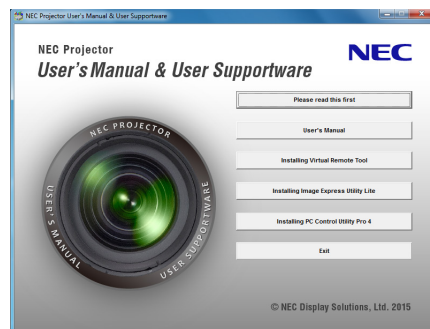 NEC Projector User's Manual & User Supportware
NEC Projector
NEC
User's Manual & User Supportware
Please read this first
NEC PROJECTOR
User's Manual
Installing Virtual Remote Tool
USER'S MANUAL
USER SUPPORTWARE
Installing Image Express Utility Lite
Installing PC Control Utility Pro 4
Exit
© NEC Display Solutions, Ltd. 2015